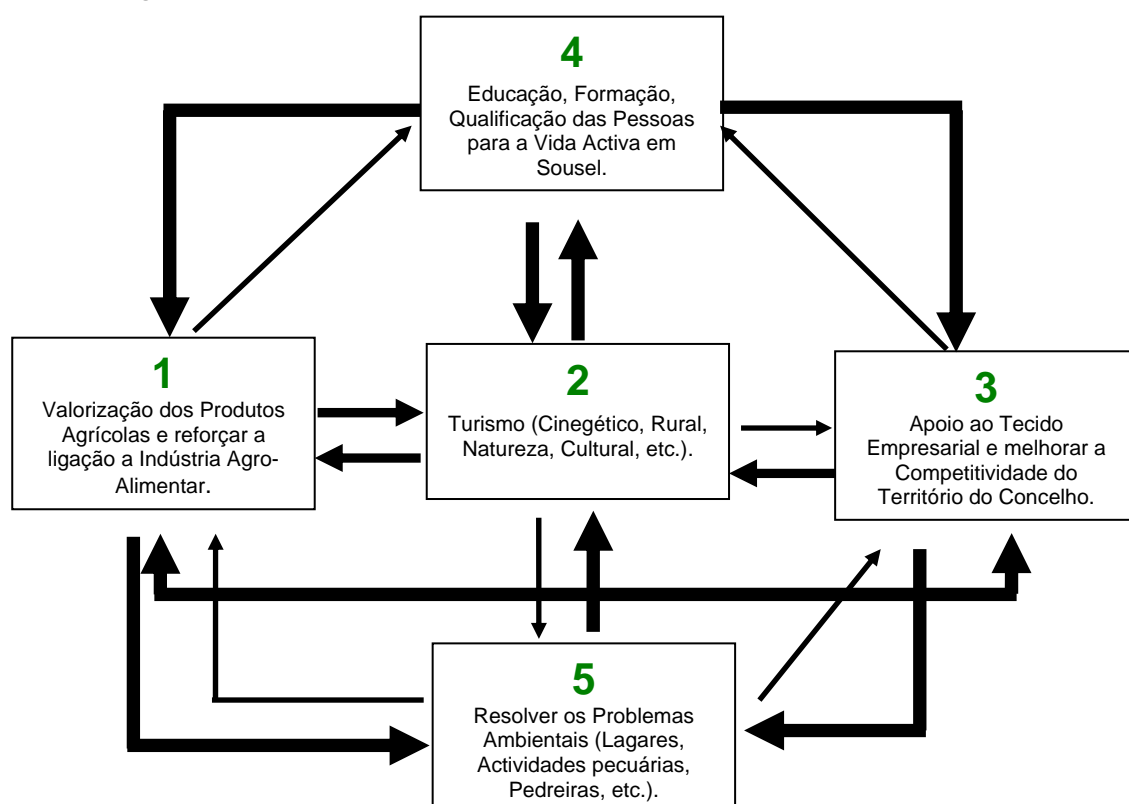 4
Educação, Formação,
Qualificação das Pessoas
para a Vida Activa em
Sousel.
1
Valorização dos Produtos
Agrícolas e reforçar a
ligação a Indústria Agro-
Alimentar.
2
Turismo (Cinegético, Rural,
Natureza, Cultural, etc.).
3
Apoio ao Tecido
Empresarial e melhorar a
Competitividade do
Território do Concelho.
5
Resolver os Problemas
Ambientais (Lagares,
Actividades pecuárias,
Pedreiras, etc.).